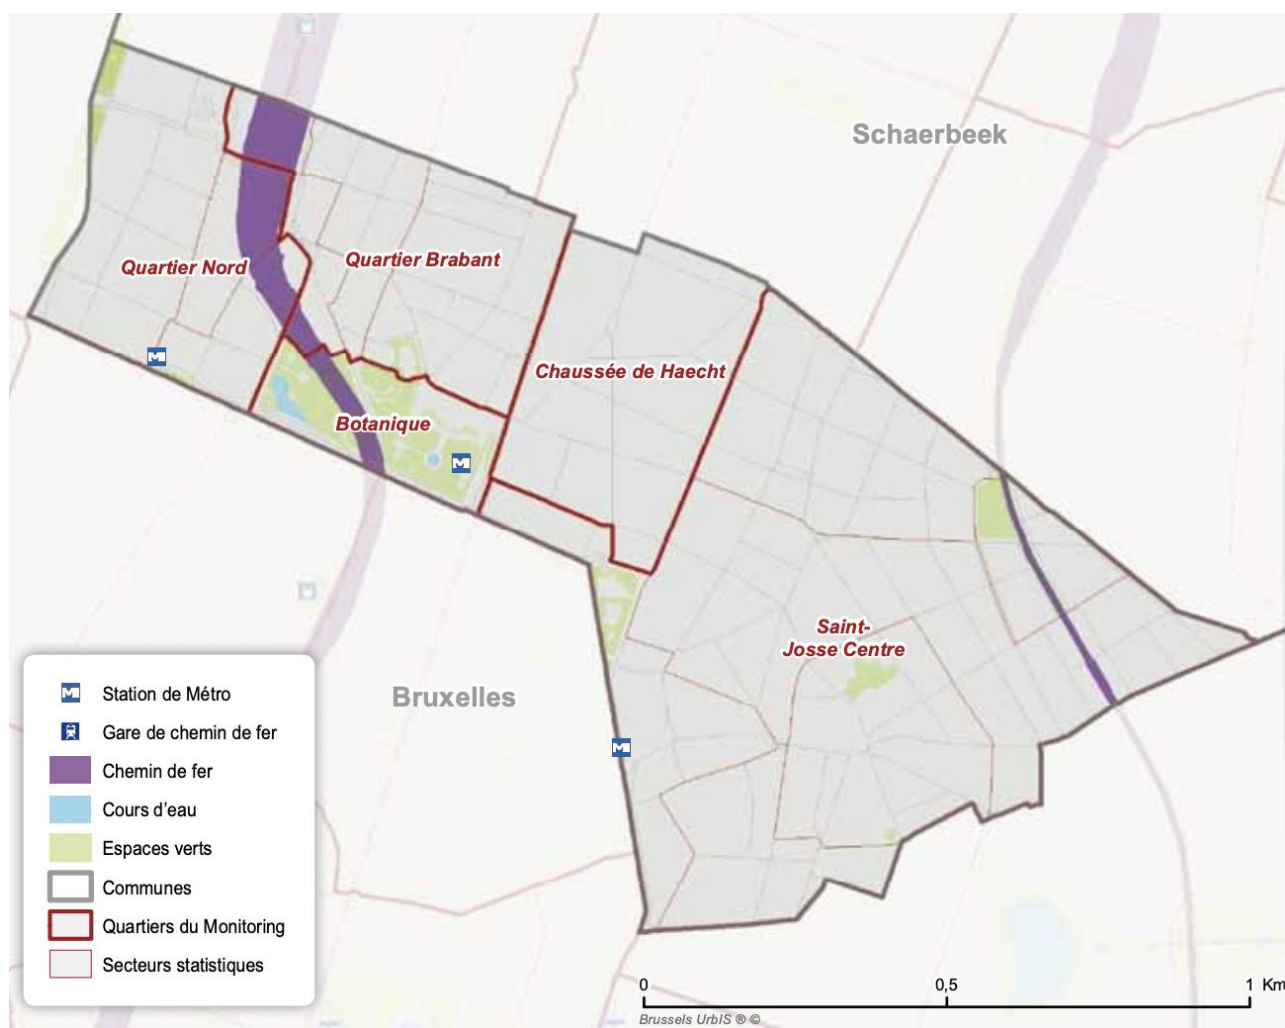 Schaerbeek
Quartier Nord
Quartier Brabant
Chaussée de Haecht
Botanique
Saint-
Josse Centre
Bruxelles
M
M
M
M Station de Métro
Gare de chemin de fer
Chemin de fer
Cours d'eau
Espaces verts
Communes
Quartiers du Monitoring
Secteurs statistiques
0 0,5 1 Km
Brussels UrbIS ® ©